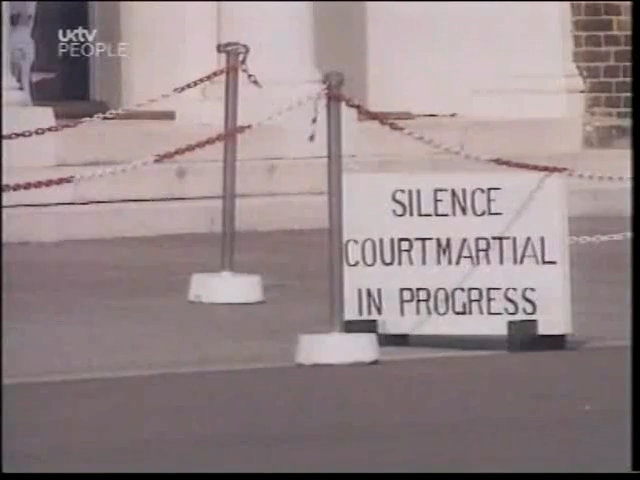 uktv
PEOPLE
SILENCE
COURTMARTIAL
IN PROGRESS